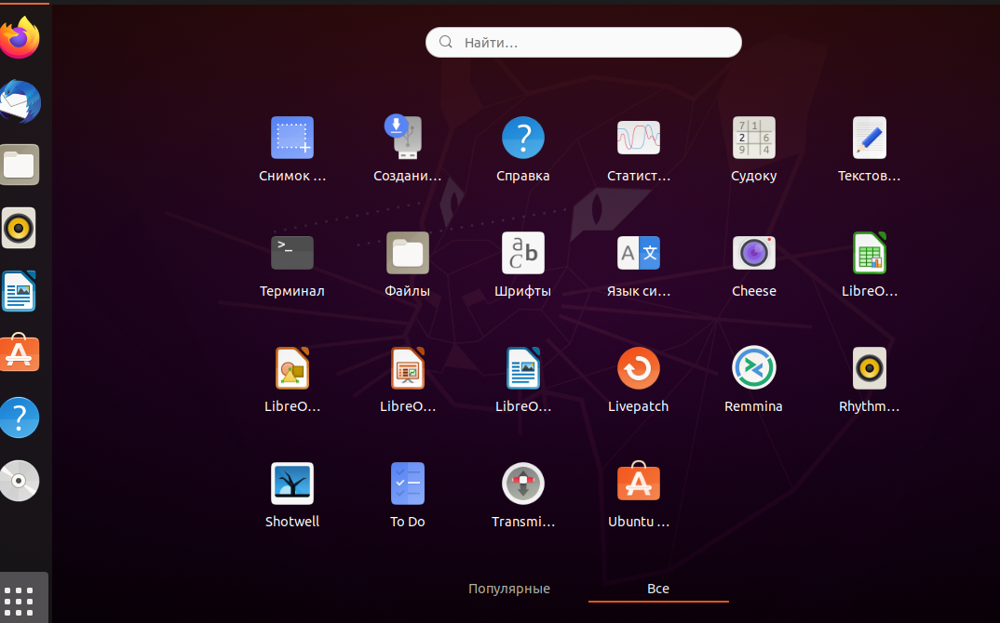 Найти…
Снимок …
Создани…
Справка
Статист…
Судоку
Текстов…
Терминал
Файлы
Шрифты
Язык си…
Cheese
LibreO…
LibreO…
LibreO…
LibreO…
Livepatch
Remmina
Rhythm…
Shotwell
To Do
Transmi…
Ubuntu …
Популярные
Все